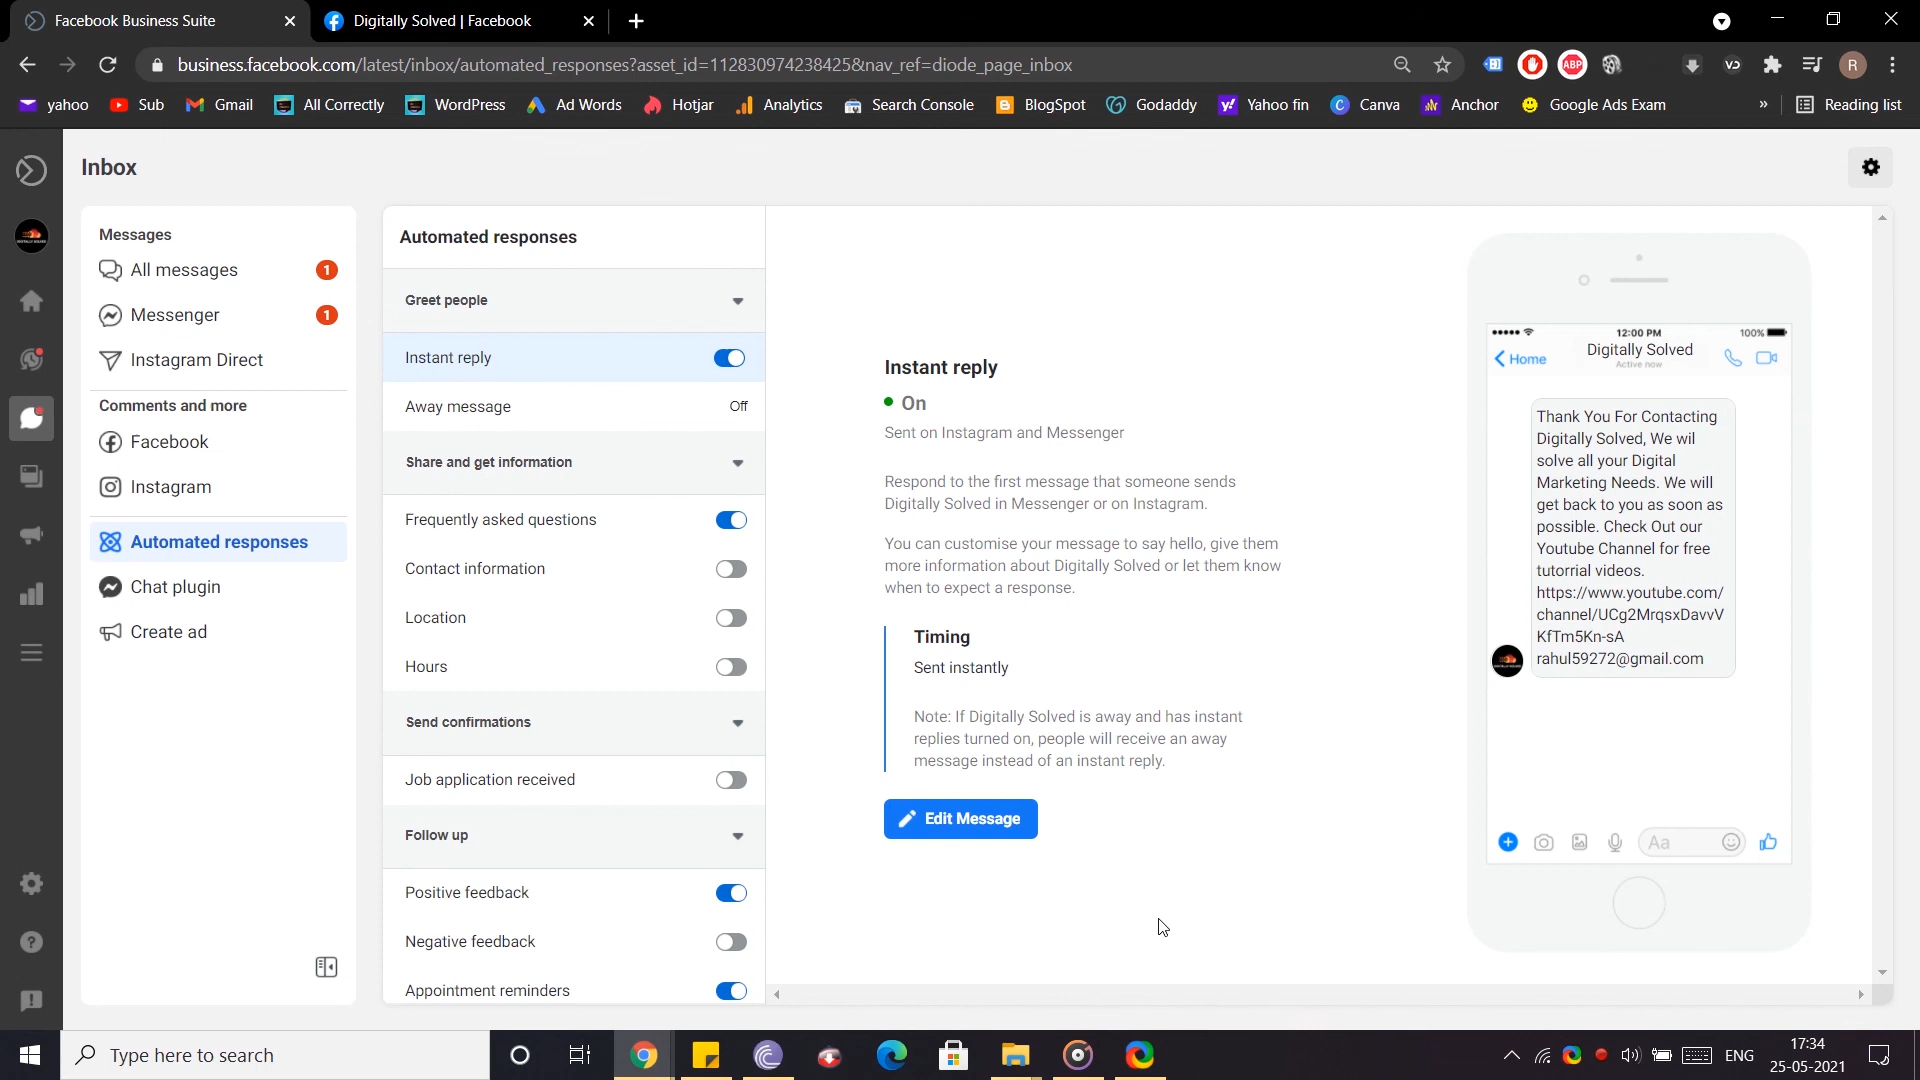 Facebook Business Suite
Digitally Solved | Facebook
business.facebook.com/latest/inbox/automated_responses?asset_id=112830974238425&nav_ref=diode_page_inbox
yahoo
Sub
Gmail
All Correctly
WordPress
Ad Words
Hotjar
Analytics
Search Console
BlogSpot
Godaddy
Yahoo fin
Canva
Anchor
Google Ads Exam
»
Reading list
Inbox
Messages
All messages
1
Messenger
1
Instagram Direct
Comments and more
Facebook
Instagram
Automated responses
Chat plugin
Create ad
Automated responses
Greet people
Instant reply
Away message
Off
Share and get information
Frequently asked questions
Contact information
Location
Hours
Send confirmations
Job application received
Follow up
Positive feedback
Negative feedback
Appointment reminders
Instant reply
On
Sent on Instagram and Messenger
Respond to the first message that someone sends
Digitally Solved in Messenger or on Instagram.
You can customise your message to say hello, give them
more information about Digitally Solved or let them know
when to expect a response.
Timing
Sent instantly
Note: If Digitally Solved is away and has instant
replies turned on, people will receive an away
message instead of an instant reply.
Edit Message
12:00 PM
100%
Home
Digitally Solved
Active now
Thank You For Contacting
Digitally Solved, We wil
solve all your Digital
Marketing Needs. We will
get back to you as soon as
possible. Check Out our
Youtube Channel for free
tutorrial videos.
https://www.youtube.com/
channel/UCg2MrqsxDavvV
KfTm5Kn-sA
rahul59272@gmail.com
Aa
Type here to search
ENG
17:34
25-05-2021
ABP
R